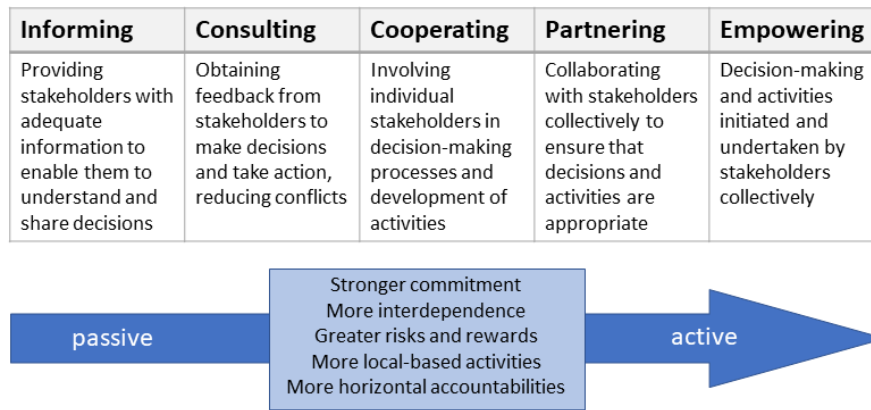 Informing
Consulting
Cooperating
Partnering
Empowering
Providing
stakeholders with
adequate
information to
enable them to
understand and
share decisions
Obtaining
feedback from
stakeholders to
make decisions
and take action,
reducing conflicts
Involving
individual
stakeholders in
decision-making
processes and
development of
activities
Collaborating
with stakeholders
collectively to
ensure that
decisions and
activities are
appropriate
Decision-making
and activities
initiated and
undertaken by
stakeholders
collectively
passive
Stronger commitment
More interdependence
Greater risks and rewards
More local-based activities
More horizontal accountabilities
active